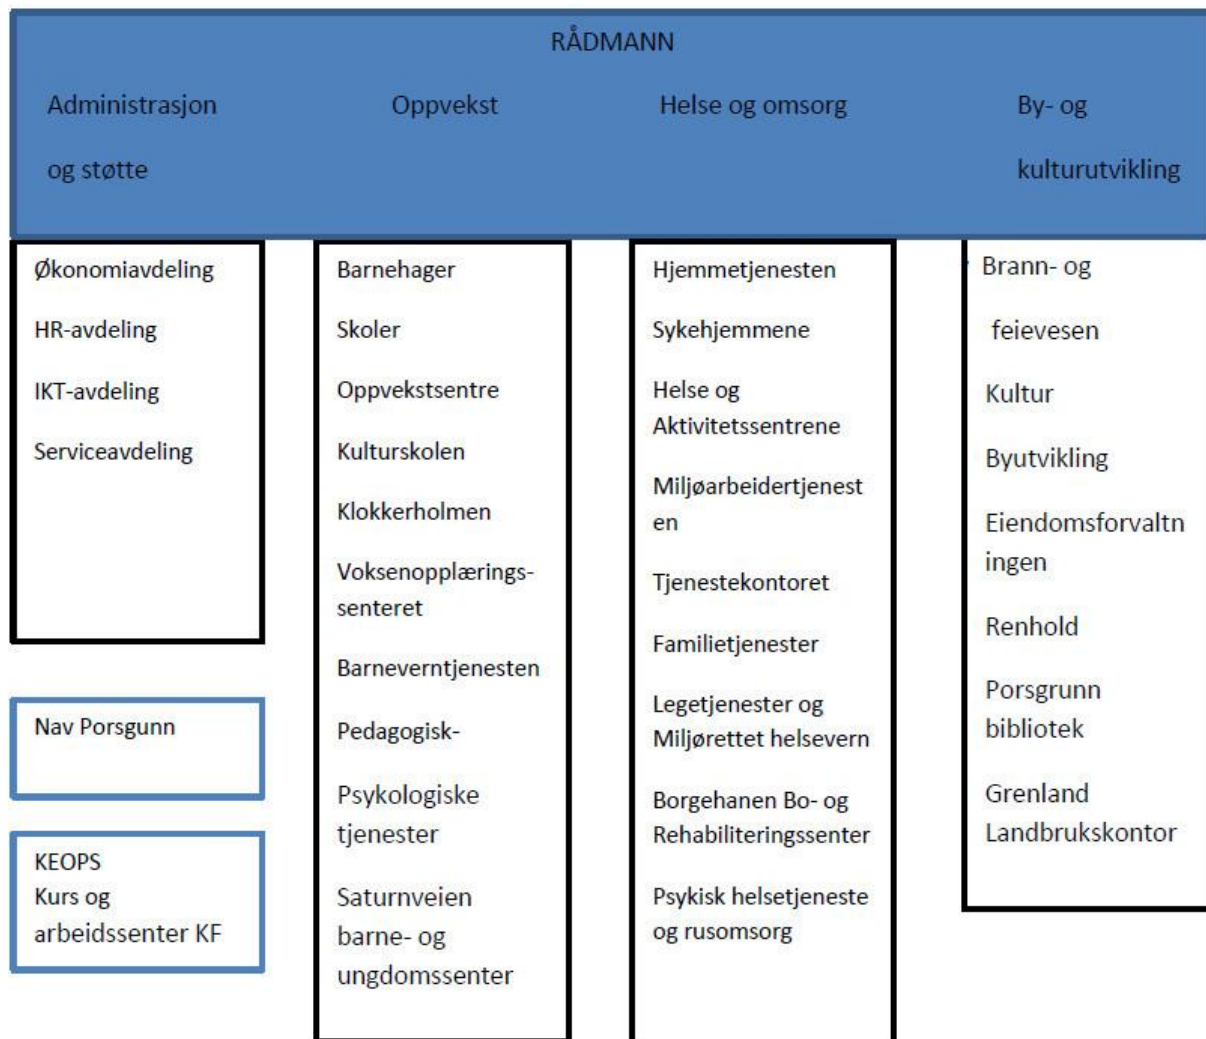 RÅDMANN
Administrasjon
og støtte
Oppvekst
Helse og omsorg
By- og
kulturutvikling
Økonomiavdeling
HR-avdeling
IKT-avdeling
Serviceavdeling
Nav Porsgunn
KEOPS
Kurs og
arbeidssenter KF
Barnehager
Skoler
Oppvekstsentre
Kulturskolen
Klokkerholmen
Voksenopplærings-
senteret
Barneverntjenesten
Pedagogisk-
Psykologiske
tjenester
Saturnveien
barne- og
ungdomssenter
Hjemmetjenesten
Sykehjemmene
Helse og
Aktivitetssentrene
Miljøarbeidertjenest
en
Tjenestekontoret
Familietjenester
Legetjenester og
Miljørettet helsevern
Borgehanen Bo- og
Rehabiliteringssenter
Psykisk helsetjeneste
og rusomsorg
Brann- og
feievesen
Kultur
Byutvikling
Eiendomsforvaltn
ingen
Renhold
Porsgrunn
bibliotek
Grenland
Landbrukskontor